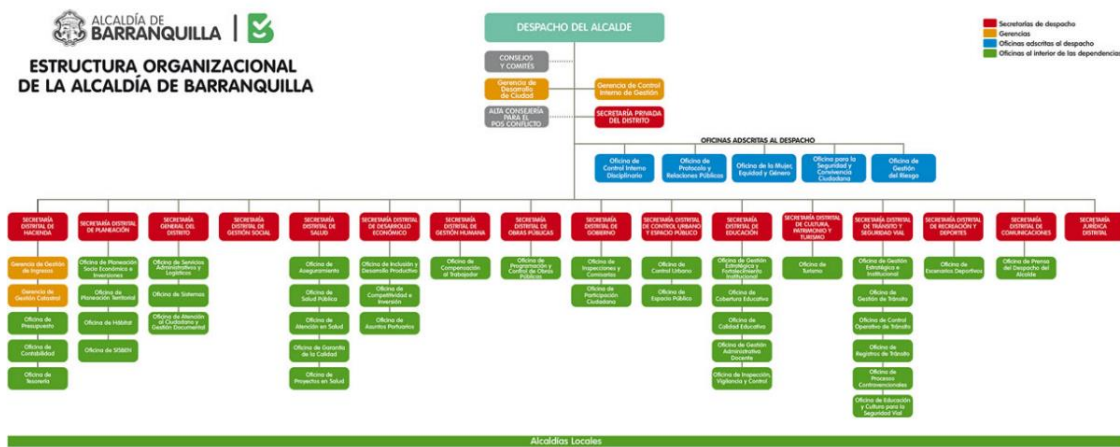 ALCALDÍA DE
BARRANQUILLA
ESTRUCTURA ORGANIZACIONAL
DE LA ALCALDÍA DE BARRANQUILLA
DESPACHO DEL ALCALDE
Secretarías de despacho
Gerencias
Oficinas adscritas al despacho
Oficinas al interior de las dependencias
CONSEJOS
Y COMITÉS
Gerencia de
Desarrollo
de Ciudad
Gerencia de Control
Interno de Gestión
ALTA CONSEJERÍA
PARA EL
POS CONFLICTO
SECRETARÍA PRIVADA
DEL DISTRITO
OFICINAS ADSCRITAS AL DESPACHO
Oficina de
Control Interno
Disciplinario
Oficina de
Protocolo y
Relaciones Públicas
Oficina de la Mujer,
Equidad y Género
Oficina para la
Seguridad y
Convivencia
Ciudadana
Oficina de
Gestión
del Riesgo
SECRETARÍA
DISTRITAL DE
HACIENDA
Gerencia de Gestión
de Ingresos
Gerencia de
Gestión Catastral
Oficina de
Presupuesto
Oficina de
Contabilidad
Oficina de
Tesorería
SECRETARÍA DISTRITAL
DE PLANEACIÓN
Oficina de Planeación
Socio Económica e
Inversiones
Oficina de
Planeación Territorial
Oficina de Hábitat
Oficina de SISBEN
SECRETARÍA
GENERAL DEL
DISTRITO
Oficina de Servicios
Administrativos y
Logísticos
Oficina de Sistemas
Oficina de Atención
al Ciudadano y
Gestión Documental
SECRETARÍA
DISTRITAL DE
GESTIÓN SOCIAL
SECRETARÍA
DISTRITAL DE
SALUD
Oficina de
Aseguramiento
Oficina de
Salud Pública
Oficina de
Atención en Salud
Oficina de Garantía
de la Calidad
Oficina de
Proyectos en Salud
SECRETARÍA DISTRITAL
DE DESARROLLO
ECONÓMICO
Oficina de Inclusión y
Desarrollo Productivo
Oficina de
Competitividad e
Inversión
Oficina de
Asuntos Portuarios
SECRETARÍA
DISTRITAL DE
GESTIÓN HUMANA
Oficina de
Compensación
al Trabajador
SECRETARÍA
DISTRITAL DE
OBRAS PÚBLICAS
Oficina de
Programación y
Control de Obras
Públicas
SECRETARÍA
DISTRITAL DE
GOBIERNO
Oficina de
Inspecciones y
Comisarías
Oficina de
Participación
Ciudadana
SECRETARÍA DISTRITAL
DE CONTROL URBANO
Y ESPACIO PÚBLICO
Oficina de
Control Urbano
Oficina de
Espacio Público
SECRETARÍA
DISTRITAL DE
EDUCACIÓN
Oficina de Gestión
Estratégica y
Fortalecimiento
Institucional
Oficina de
Cobertura Educativa
Oficina de
Calidad Educativa
Oficina de Gestión
Administrativa
Docente
Oficina de Inspección,
Vigilancia y Control
SECRETARÍA DISTRITAL
DE CULTURA,
PATRIMONIO Y
TURISMO
Oficina de
Turismo
SECRETARÍA DISTRITAL
DE TRÁNSITO Y
SEGURIDAD VIAL
Oficina de Gestión
Estratégica e
Institucional
Oficina de
Gestión de Tránsito
Oficina de Control
Operativo de Tránsito
Oficina de
Registros de Tránsito
Oficina de
Procesos
Contravencionales
Oficina de Educación
y Cultura para la
Seguridad Vial
SECRETARÍA DISTRITAL
DE RECREACIÓN Y
DEPORTES
Oficina de
Escenarios Deportivos
SECRETARÍA
DISTRITAL DE
COMUNICACIONES
Oficina de Prensa
del Despacho del
Alcalde
SECRETARÍA
JURÍDICA DISTRITAL
Alcaldías Locales